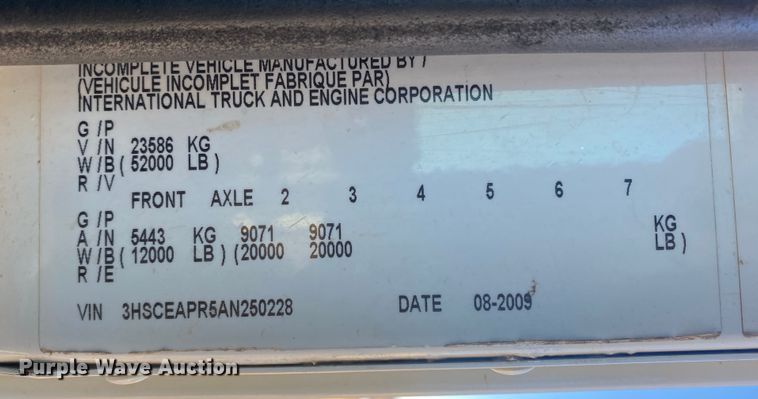 INCOMPLETE VEHICLE MANUFACTURED BY /
(VEHICULE INCOMPLET FABRIQUE PAR)
INTERNATIONAL TRUCK AND ENGINE CORPORATION
G /P
V /N 23586 KG
W/B ( 52000 LB )
R /V
FRONT AXLE 2 3 4 5 6 7
G /P
A /N 5443 KG 9071 9071 KG
W/B ( 12000 LB ) (20000 20000 LB )
R /E
VIN 3HSCEAPR5AN250228 DATE 08-2009
Purple Wave Auction